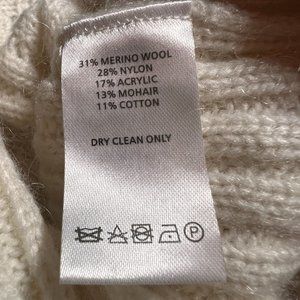 31% MERINO WOOL
28% NYLON
17% ACRYLIC
13% MOHAIR
11% COTTON
DRY CLEAN ONLY
P